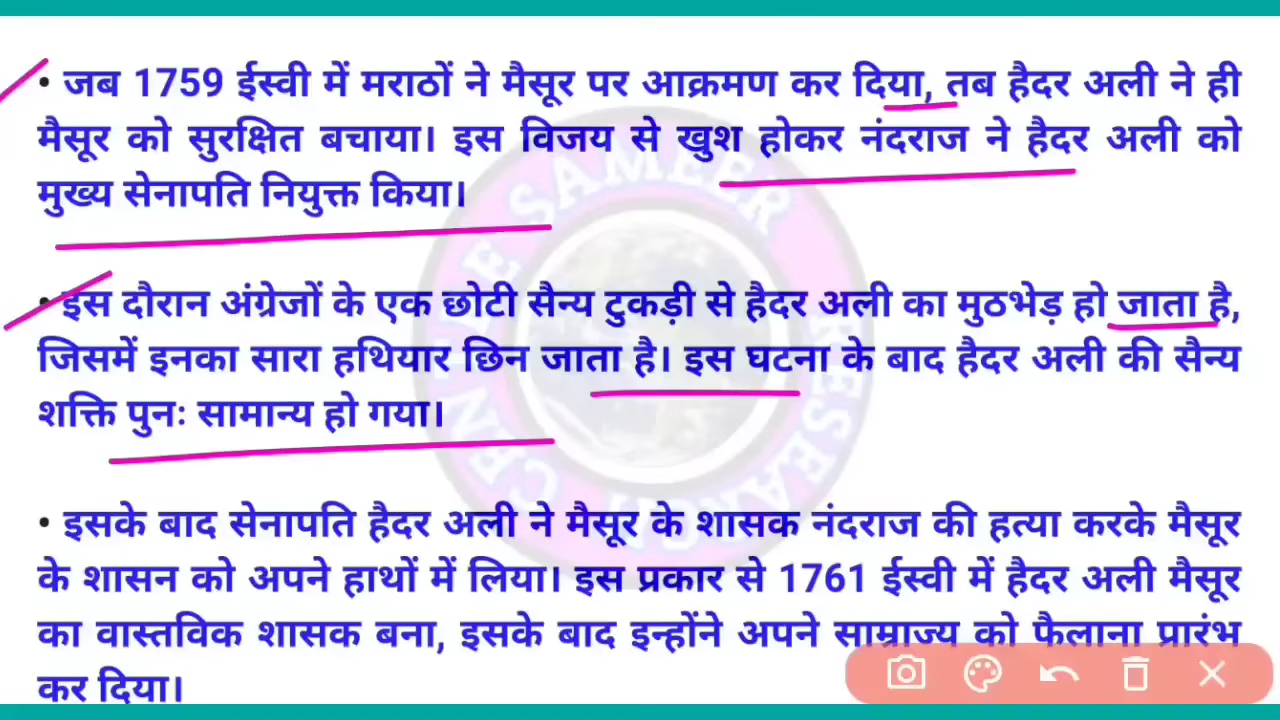 • जब 1759 ईस्वी में मराठों ने मैसूर पर आक्रमण कर दिया, तब हैदर अली ने ही
मैसूर को सुरक्षित बचाया। इस विजय से खुश होकर नंदराज ने हैदर अली को
मुख्य सेनापति नियुक्त किया।
• इस दौरान अंग्रेजों के एक छोटी सैन्य टुकड़ी से हैदर अली का मुठभेड़ हो जाता है,
जिसमें इनका सारा हथियार छिन जाता है। इस घटना के बाद हैदर अली की सैन्य
शक्ति पुनः सामान्य हो गया।
• इसके बाद सेनापति हैदर अली ने मैसूर के शासक नंदराज की हत्या करके मैसूर
के शासन को अपने हाथों में लिया। इस प्रकार से 1761 ईस्वी में हैदर अली मैसूर
का वास्तविक शासक बना, इसके बाद इन्होंने अपने साम्राज्य को फैलाना प्रारंभ
कर दिया।
SAMEER
RESEARCH
CENTRE